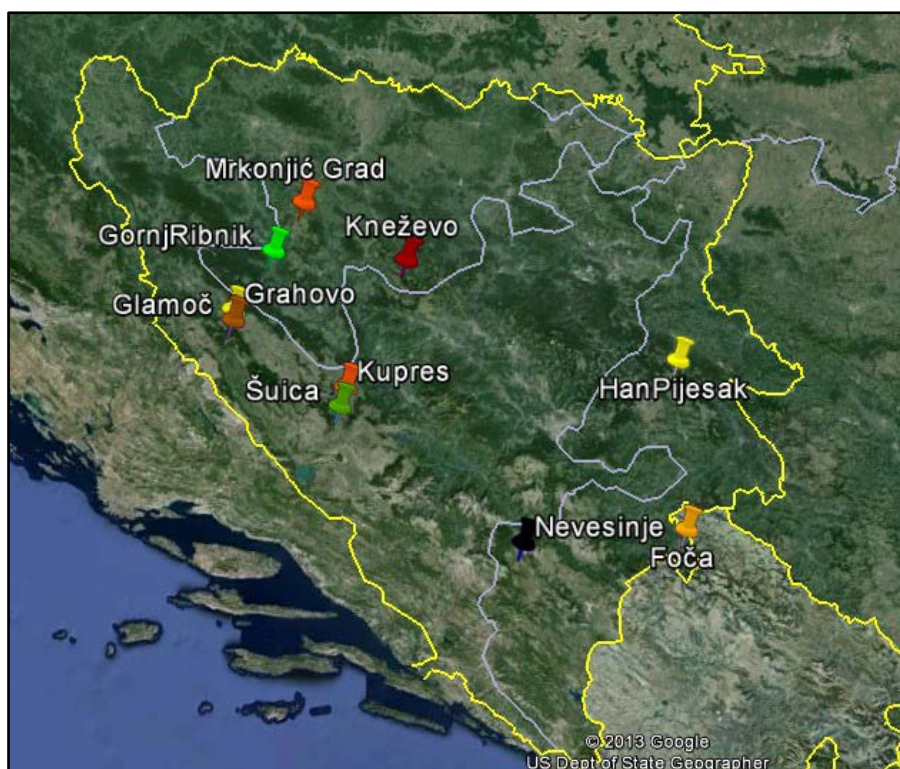 Mrkonjić Grad
GornjRibnik
Kneževo
Glamoč
Grahovo
Kupres
Šuica
HanPijesak
Nevesinje
Foča
© 2013 Google
US Dept of State Geographer